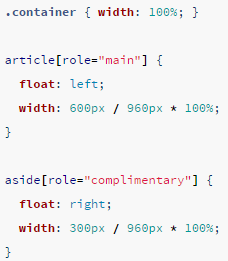 .container { width: 100%; }
article[role="main"] {
float: left;
width: 600px / 960px * 100%;
}
aside[role="complimentary"] {
float: right;
width: 300px / 960px * 100%;
}